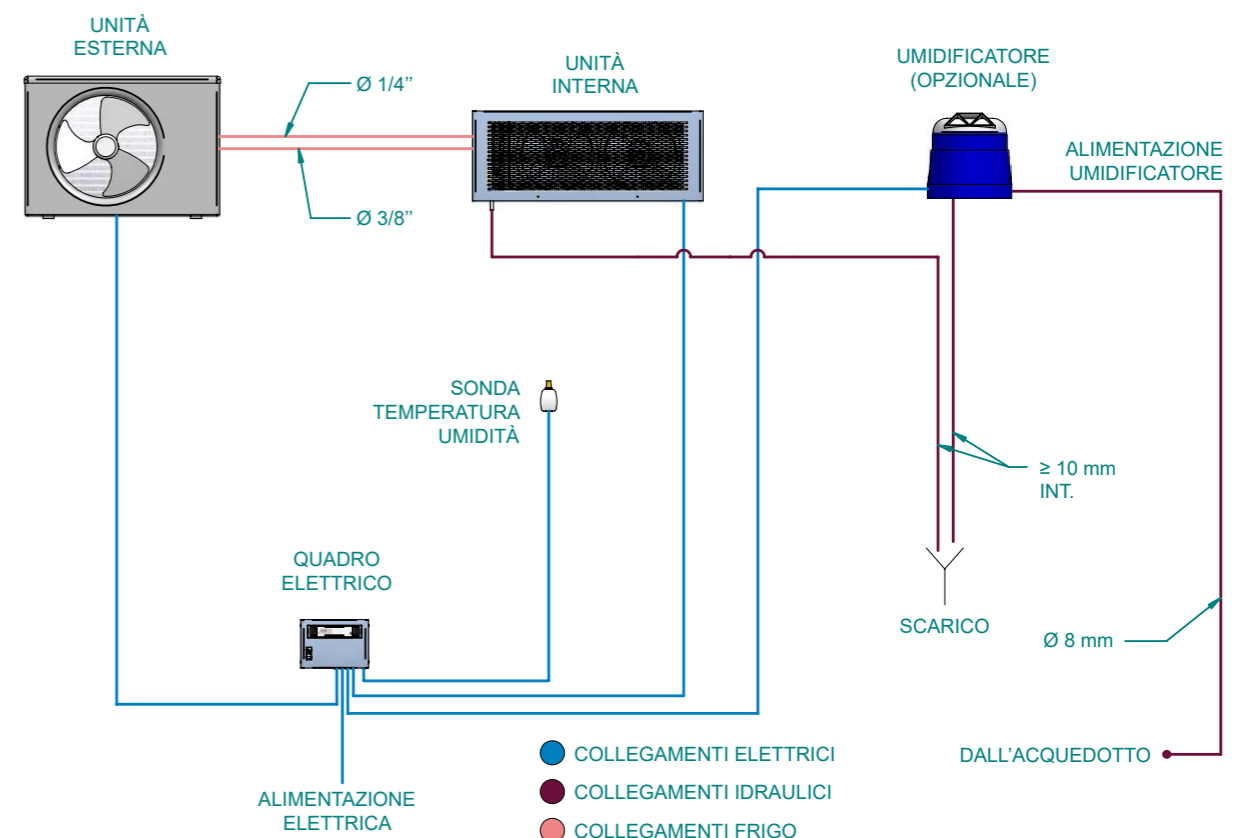 UNITÀ
ESTERNA
Ø 1/4’’
Ø 3/8’’
UNITÀ
INTERNA
UMIDIFICATORE
(OPZIONALE)
ALIMENTAZIONE
UMIDIFICATORE
SONDA
TEMPERATURA
UMIDITÀ
≥ 10 mm
INT.
QUADRO
ELETTRICO
SCARICO
Ø 8 mm
DALL’ACQUEDOTTO
ALIMENTAZIONE
ELETTRICA
COLLEGAMENTI ELETTRICI
COLLEGAMENTI IDRAULICI
COLLEGAMENTI FRIGO